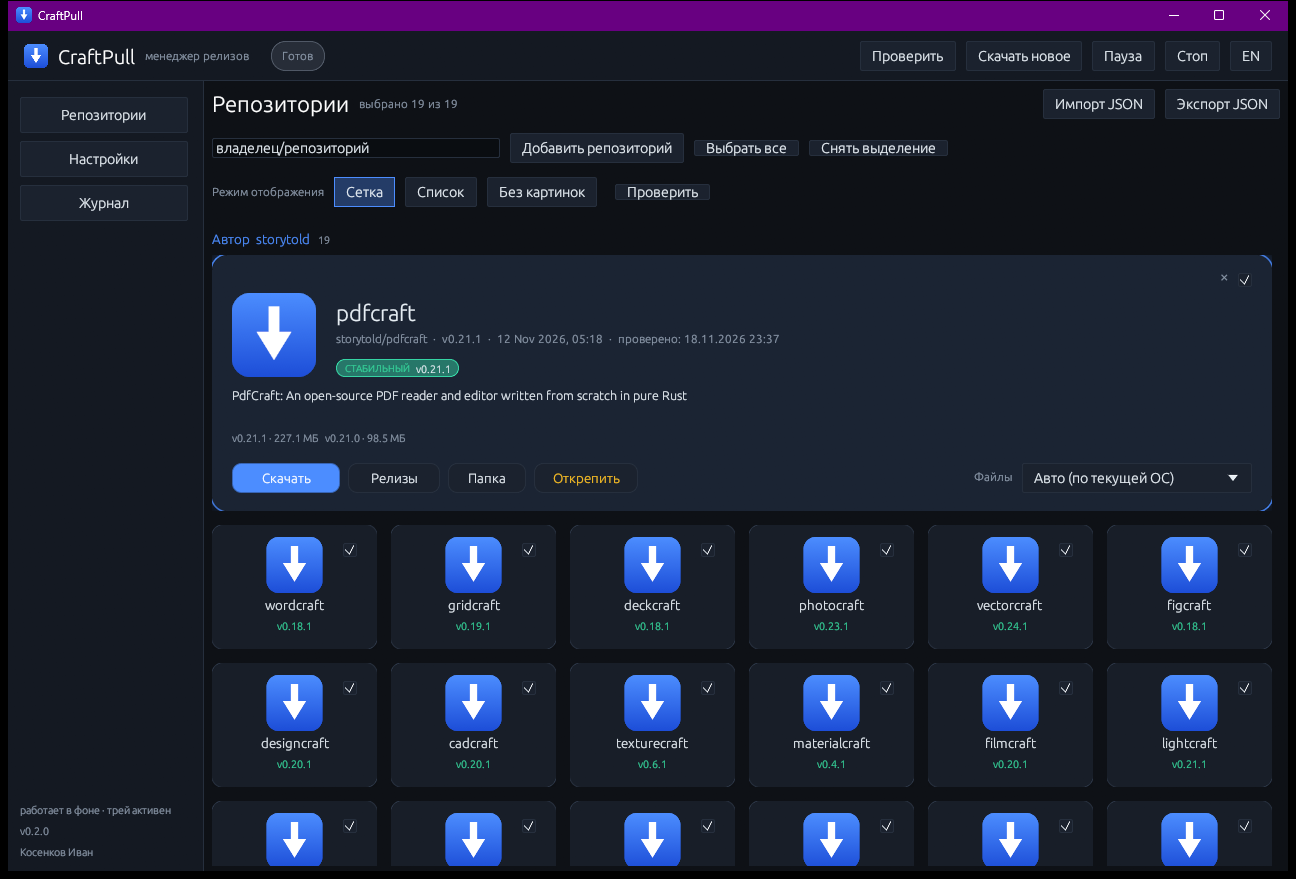 CraftPull
CraftPull менеджер релизов Готов Проверить Скачать новое Пауза Стоп EN
Репозитории
Настройки
Журнал
Репозитории выбрано 19 из 19 Импорт JSON Экспорт JSON
владелец/репозиторий Добавить репозиторий Выбрать все Снять выделение
Режим отображения Сетка Список Без картинок Проверить
Автор storytold 19
pdfcraft
storytold/pdfcraft · v0.21.1 · 12 Nov 2026, 05:18 · проверено: 18.11.2026 23:37
СТАБИЛЬНЫЙ v0.21.1
PdfCraft: An open-source PDF reader and editor written from scratch in pure Rust
v0.21.1 · 227.1 МБ v0.21.0 · 98.5 МБ
Скачать Релизы Папка Открепить Файлы Авто (по текущей ОС)
wordcraft gridcraft deckcraft photocraft vectorcraft figcraft
v0.18.1 v0.19.1 v0.18.1 v0.23.1 v0.24.1 v0.18.1
designcraft cadcraft texturecraft materialcraft filmcraft lightcraft
v0.20.1 v0.20.1 v0.6.1 v0.4.1 v0.20.1 v0.21.1
работает в фоне · трей активен
v0.2.0
Косенков Иван